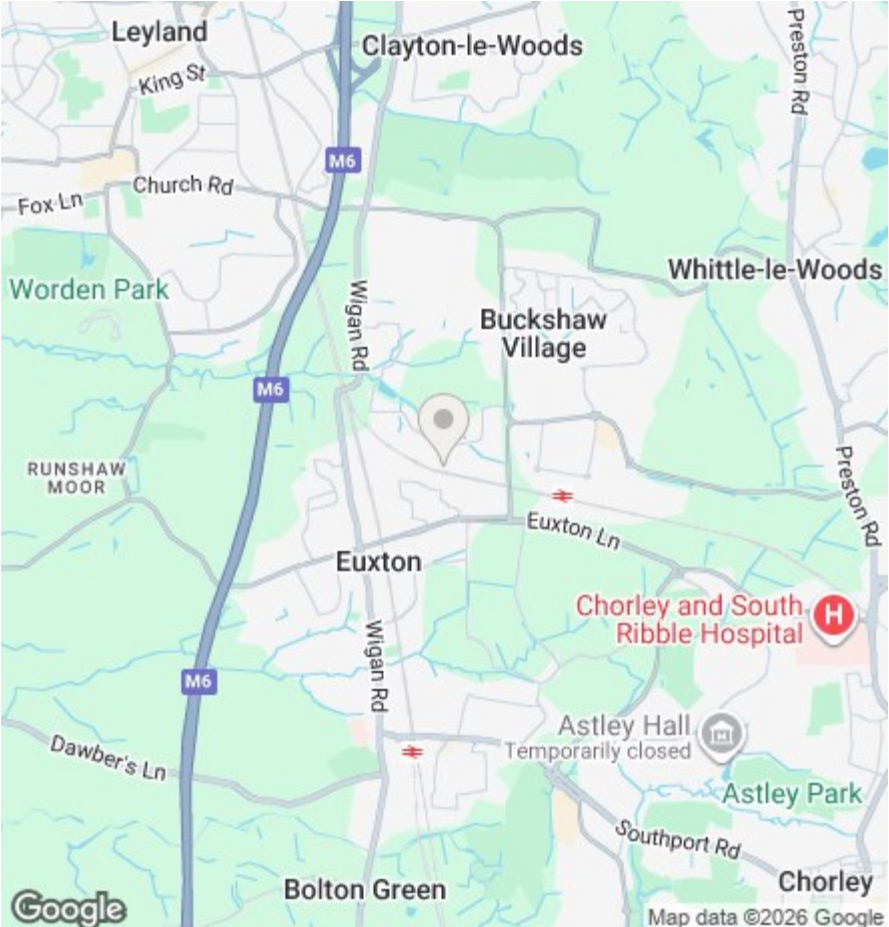 Leyland
Clayton-le-Woods
King St
Preston Rd
M6
Church Rd
Fox Ln
Whittle-le-Woods
Worden Park
Wigan Rd
Buckshaw
Village
M6
RUNSHAW
MOOR
Preston Rd
Euxton Ln
Euxton
Chorley and South
Ribble Hospital
H
Wigan Rd
M6
Astley Hall
Temporarily closed
Dawber's Ln
Astley Park
Southport Rd
Chorley
Bolton Green
Google
Map data ©2026 Google